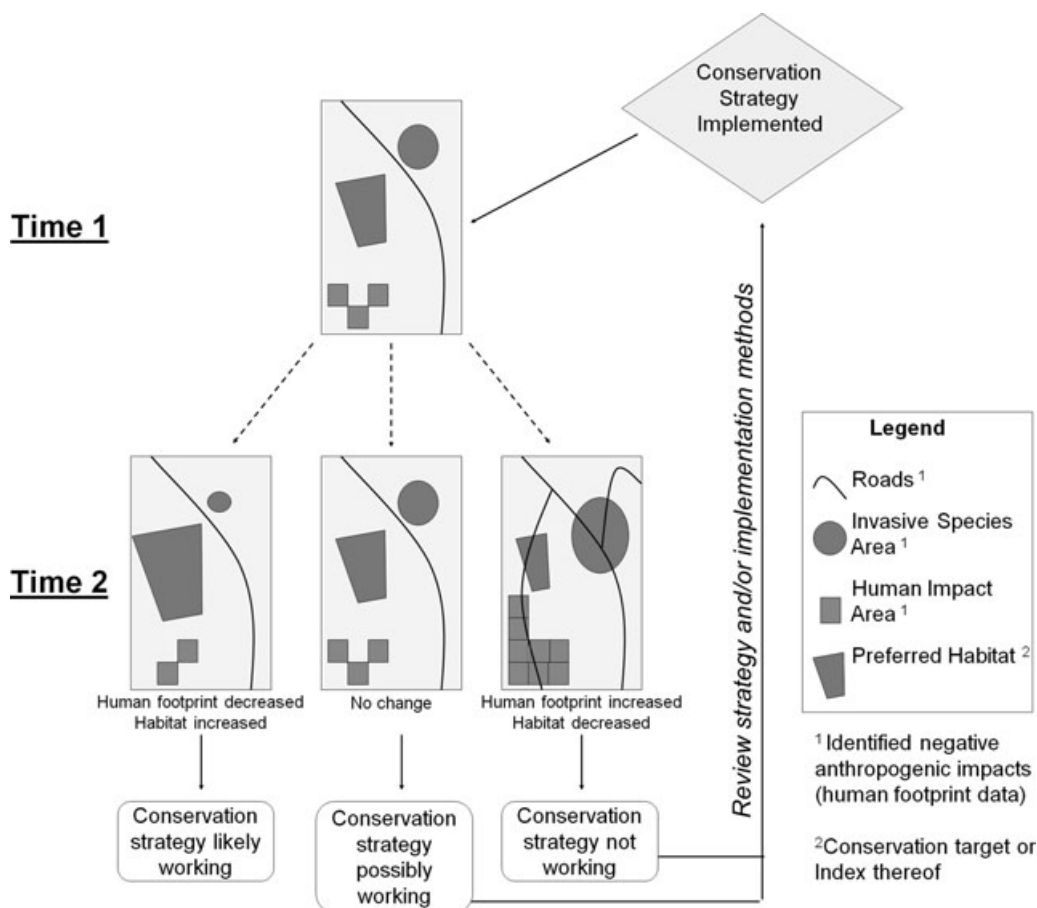 Conservation
Strategy
Implemented
Time 1
Review strategy and/or implementation methods
Time 2
Human footprint decreased
Habitat increased
No change
Human footprint increased
Habitat decreased
Conservation
strategy likely
working
Conservation
strategy
possibly
working
Conservation
strategy not
working
Legend
Roads 1
Invasive Species
Area 1
Human Impact
Area 1
Preferred Habitat 2
1 Identified negative
anthropogenic impacts
(human footprint data)
2Conservation target or
Index thereof